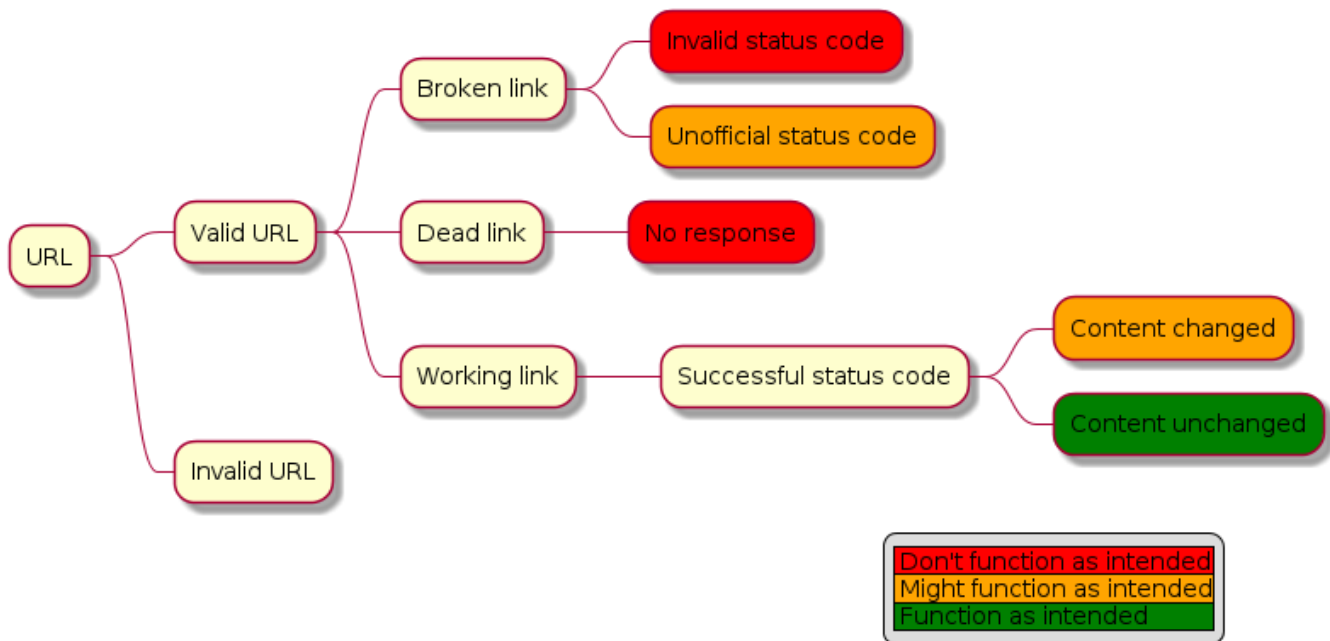 Invalid status code
Broken link
Unofficial status code
Valid URL
Dead link
No response
URL
Content changed
Working link
Successful status code
Content unchanged
Invalid URL
Don't function as intended
Might function as intended
Function as intended